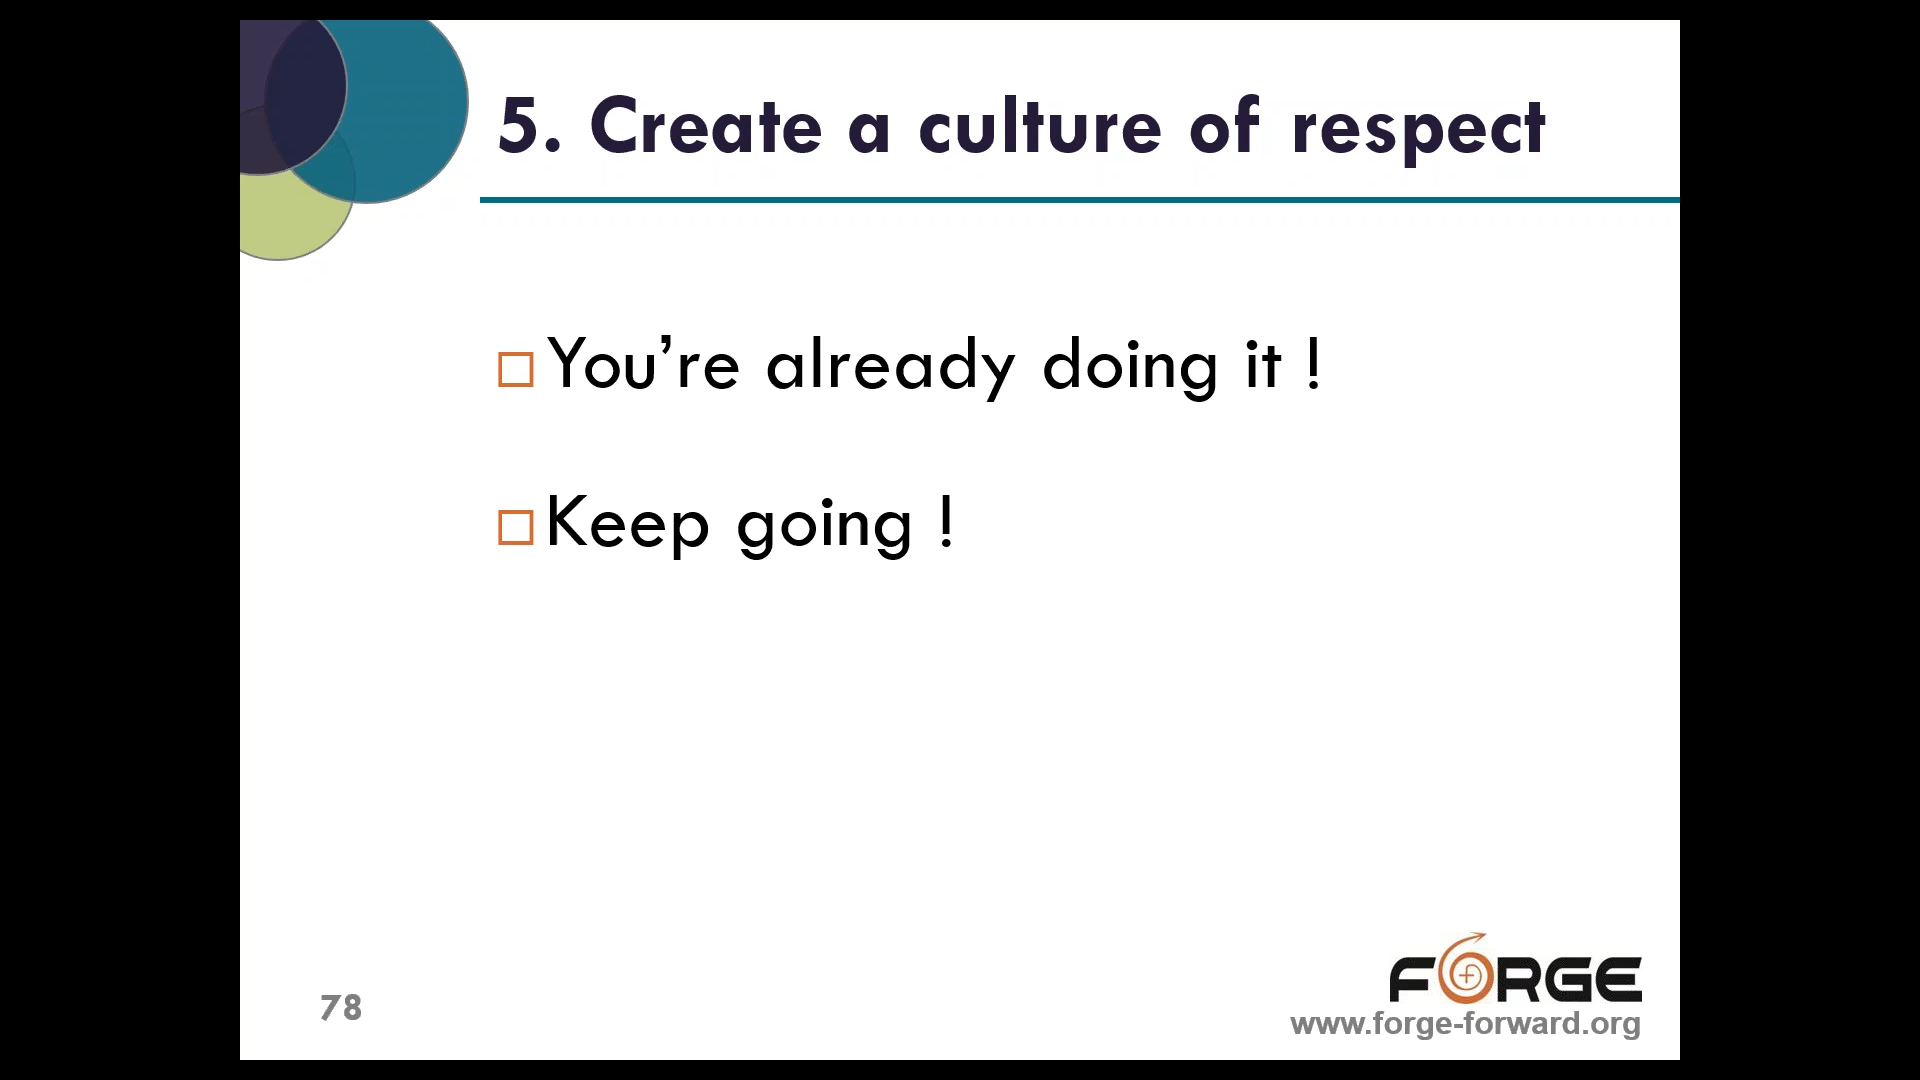 5. Create a culture of respect
You’re already doing it !
Keep going !
78
FORGE
www.forge-forward.org